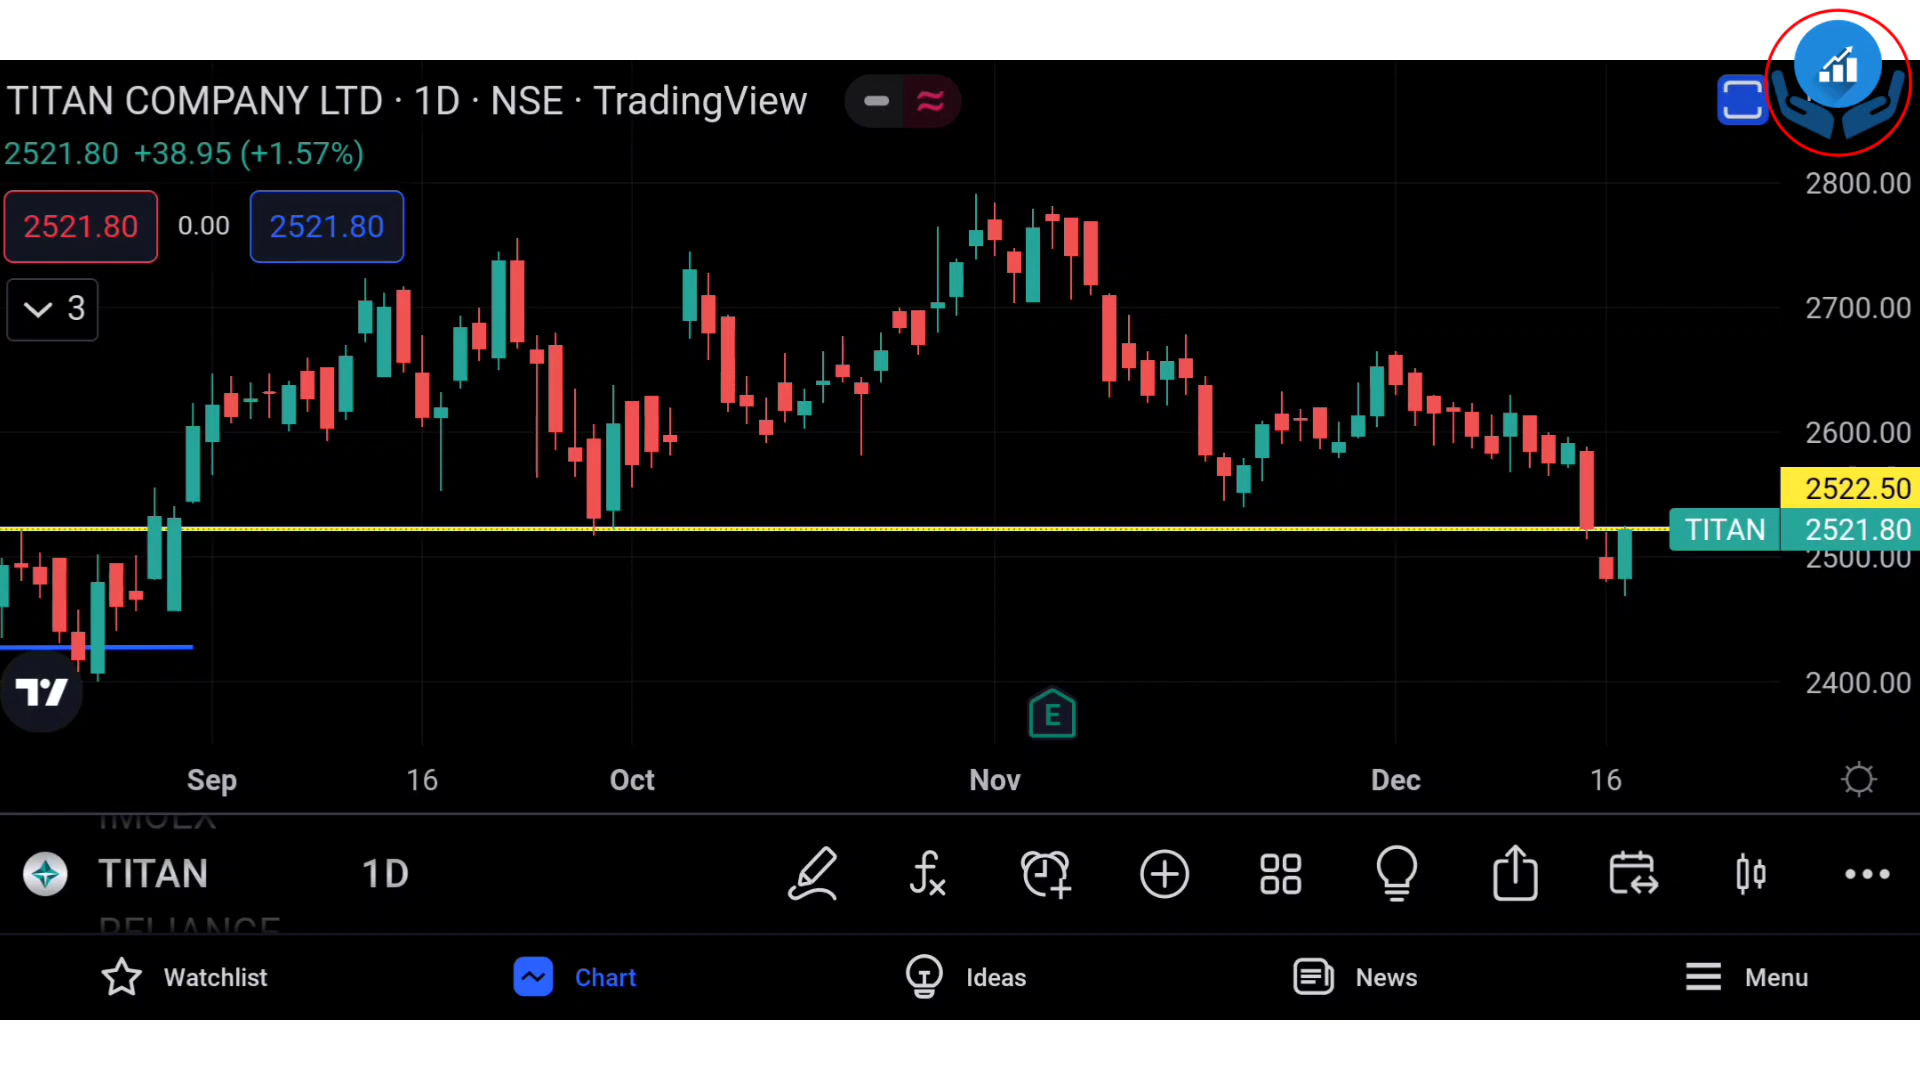 TITAN COMPANY LTD · 1D · NSE · TradingView
2521.80 +38.95 (+1.57%)
2521.80 0.00 2521.80
3
2800.00
2700.00
2600.00
2522.50
TITAN 2521.80
2500.00
2400.00
E
Sep 16 Oct Nov Dec 16
IMOEX
TITAN 1D
RELIANCE
Watchlist Chart Ideas News Menu